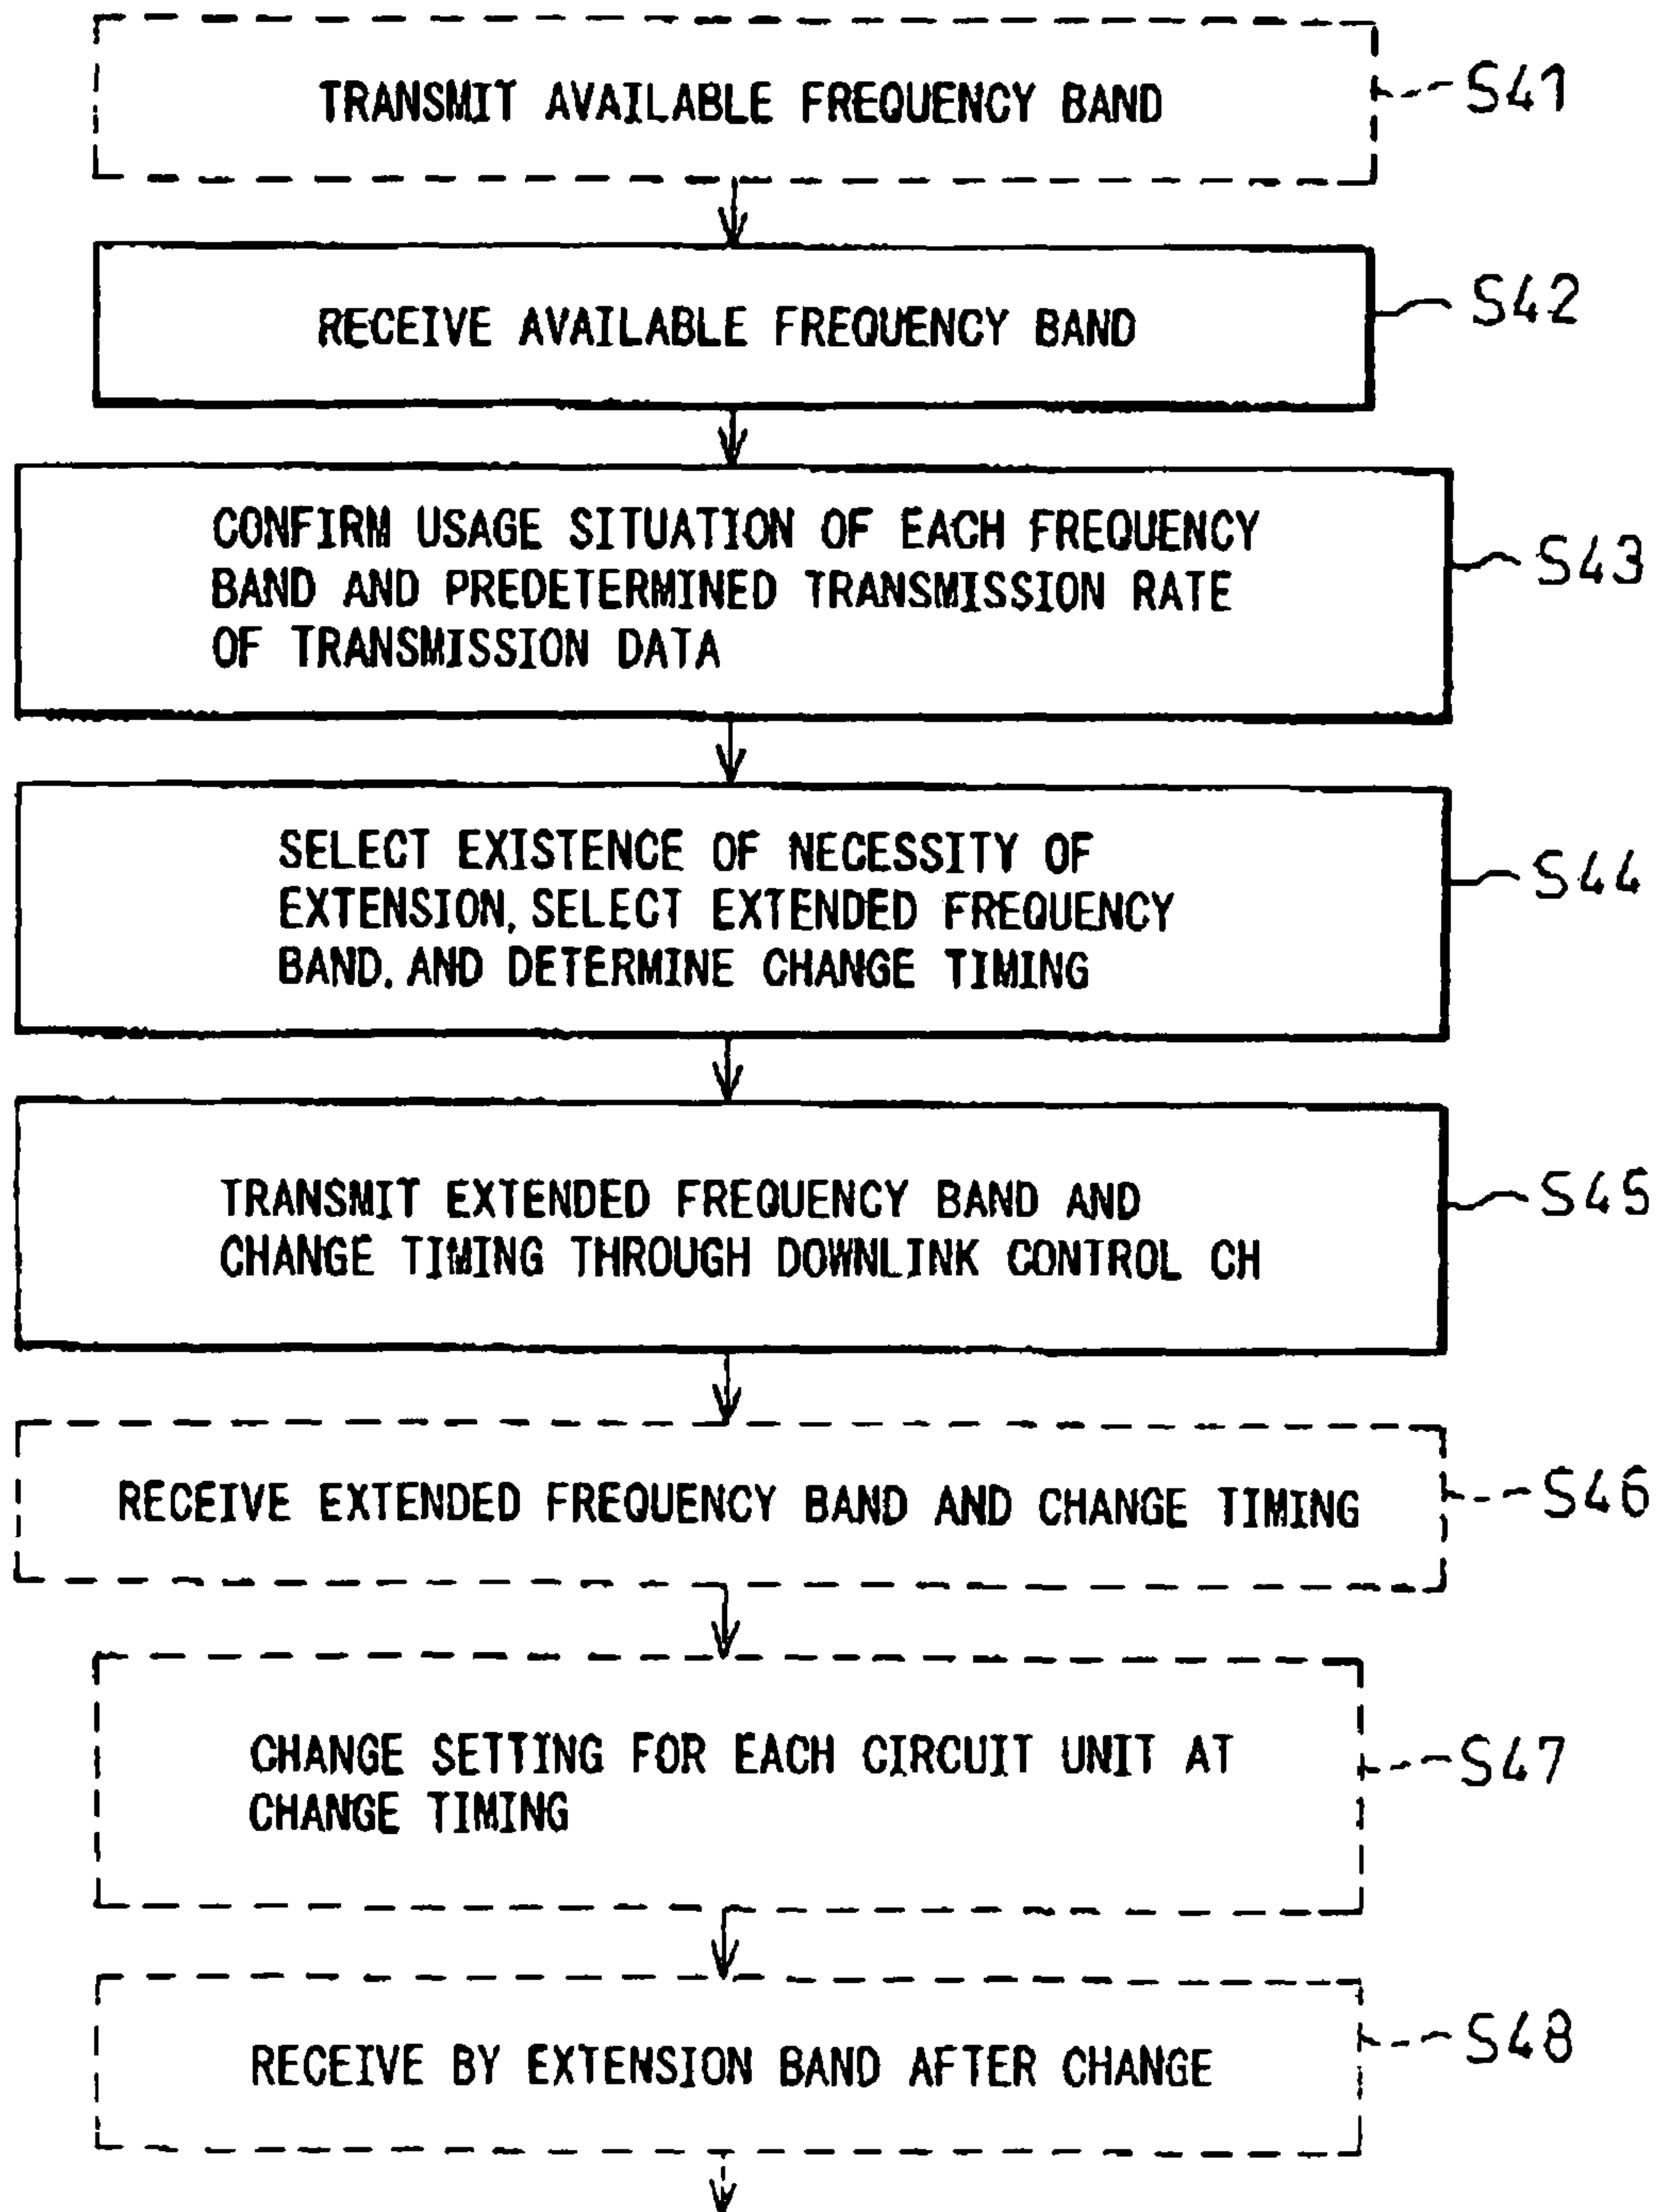 TRANSMIT AVAILABLE FREQUENCY BAND
S41
RECEIVE AVAILABLE FREQUENCY BAND
S42
CONFIRM USAGE SITUATION OF EACH FREQUENCY
BAND AND PREDETERMINED TRANSMISSION RATE
OF TRANSMISSION DATA
S43
SELECT EXISTENCE OF NECESSITY OF
EXTENSION, SELECT EXTENDED FREQUENCY
BAND, AND DETERMINE CHANGE TIMING
S44
TRANSMIT EXTENDED FREQUENCY BAND AND
CHANGE TIMING THROUGH DOWNLINK CONTROL CH
S45
RECEIVE EXTENDED FREQUENCY BAND AND CHANGE TIMING
S46
CHANGE SETTING FOR EACH CIRCUIT UNIT AT
CHANGE TIMING
S47
RECEIVE BY EXTENSION BAND AFTER CHANGE
S48